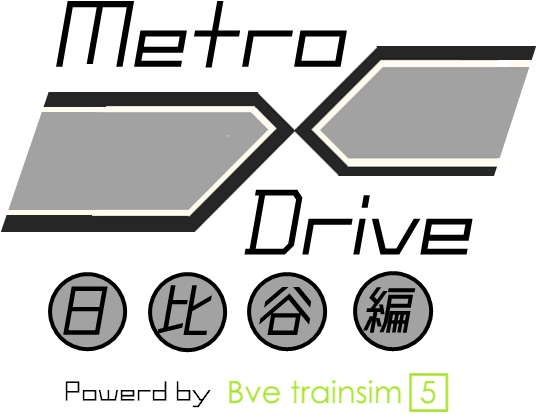 Metro
Drive
日比谷編
Powerd by Bve trainsim 5